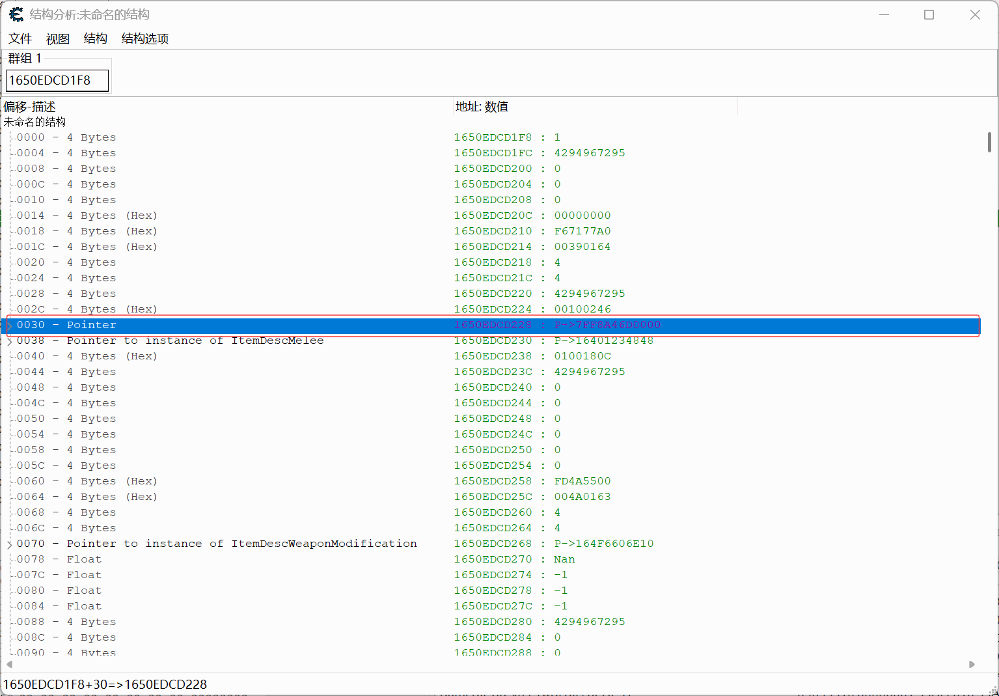 结构分析:未命名的结构
文件 视图 结构 结构选项
群组 1
1650EDCD1F8
偏移-描述 地址: 数值
未命名的结构
0000 - 4 Bytes 1650EDCD1F8 : 1
0004 - 4 Bytes 1650EDCD1FC : 4294967295
0008 - 4 Bytes 1650EDCD200 : 0
000C - 4 Bytes 1650EDCD204 : 0
0010 - 4 Bytes 1650EDCD208 : 0
0014 - 4 Bytes (Hex) 1650EDCD20C : 00000000
0018 - 4 Bytes (Hex) 1650EDCD210 : F67177A0
001C - 4 Bytes (Hex) 1650EDCD214 : 00390164
0020 - 4 Bytes 1650EDCD218 : 4
0024 - 4 Bytes 1650EDCD21C : 4
0028 - 4 Bytes 1650EDCD220 : 4294967295
002C - 4 Bytes (Hex) 1650EDCD224 : 00100246
0030 - Pointer 1650EDCD228 : P->7FF8A46D0000
0038 - Pointer to instance of ItemDescMelee 1650EDCD230 : P->16401234848
0040 - 4 Bytes (Hex) 1650EDCD238 : 0100180C
0044 - 4 Bytes 1650EDCD23C : 4294967295
0048 - 4 Bytes 1650EDCD240 : 0
004C - 4 Bytes 1650EDCD244 : 0
0050 - 4 Bytes 1650EDCD248 : 0
0054 - 4 Bytes 1650EDCD24C : 0
0058 - 4 Bytes 1650EDCD250 : 0
005C - 4 Bytes 1650EDCD254 : 0
0060 - 4 Bytes (Hex) 1650EDCD258 : FD4A5500
0064 - 4 Bytes (Hex) 1650EDCD25C : 004A0163
0068 - 4 Bytes 1650EDCD260 : 4
006C - 4 Bytes 1650EDCD264 : 4
0070 - Pointer to instance of ItemDescWeaponModification 1650EDCD268 : P->164F6606E10
0078 - Float 1650EDCD270 : Nan
007C - Float 1650EDCD274 : -1
0080 - Float 1650EDCD278 : -1
0084 - Float 1650EDCD27C : -1
0088 - 4 Bytes 1650EDCD280 : 4294967295
008C - 4 Bytes 1650EDCD284 : 0
0090 - 4 Bytes 1650EDCD288 : 0
1650EDCD1F8+30=>1650EDCD228